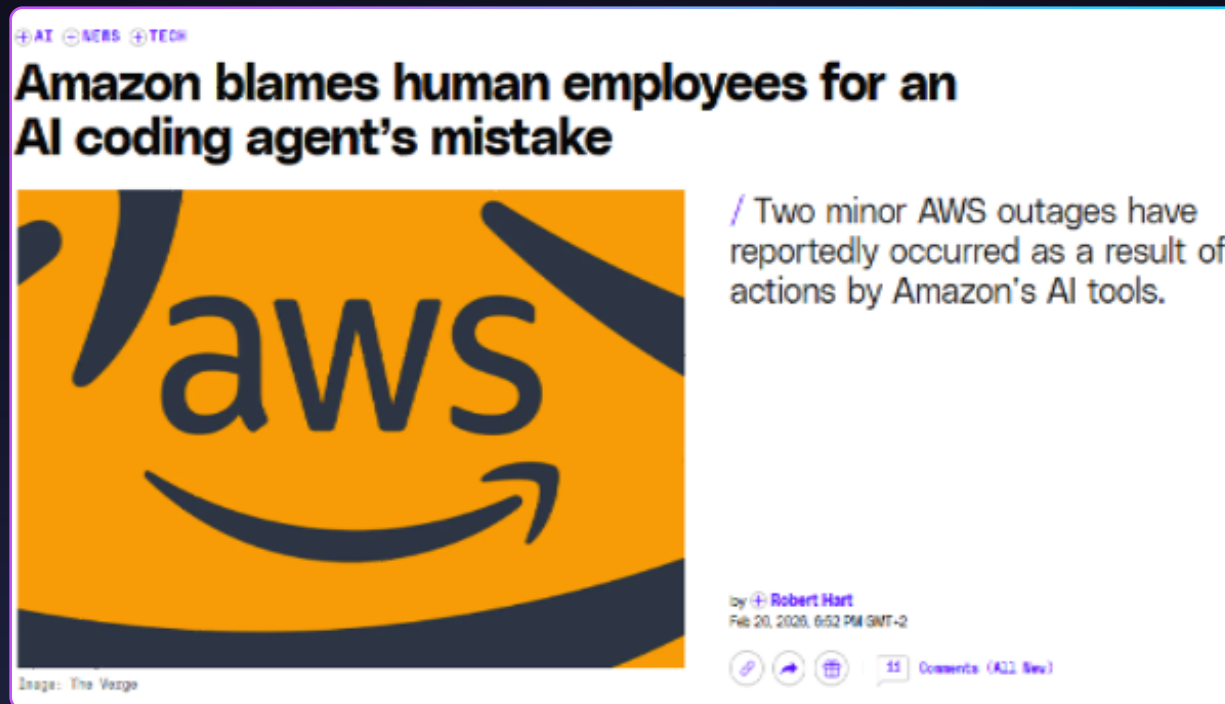 AI NEWS TECH
Amazon blames human employees for an
AI coding agent's mistake
aws
/ Two minor AWS outages have
reportedly occurred as a result of
actions by Amazon's AI tools.
by Robert Hart
Feb 20, 2026, 6:52 PM GMT-2
11 Comments (All New)
Image: The Verge